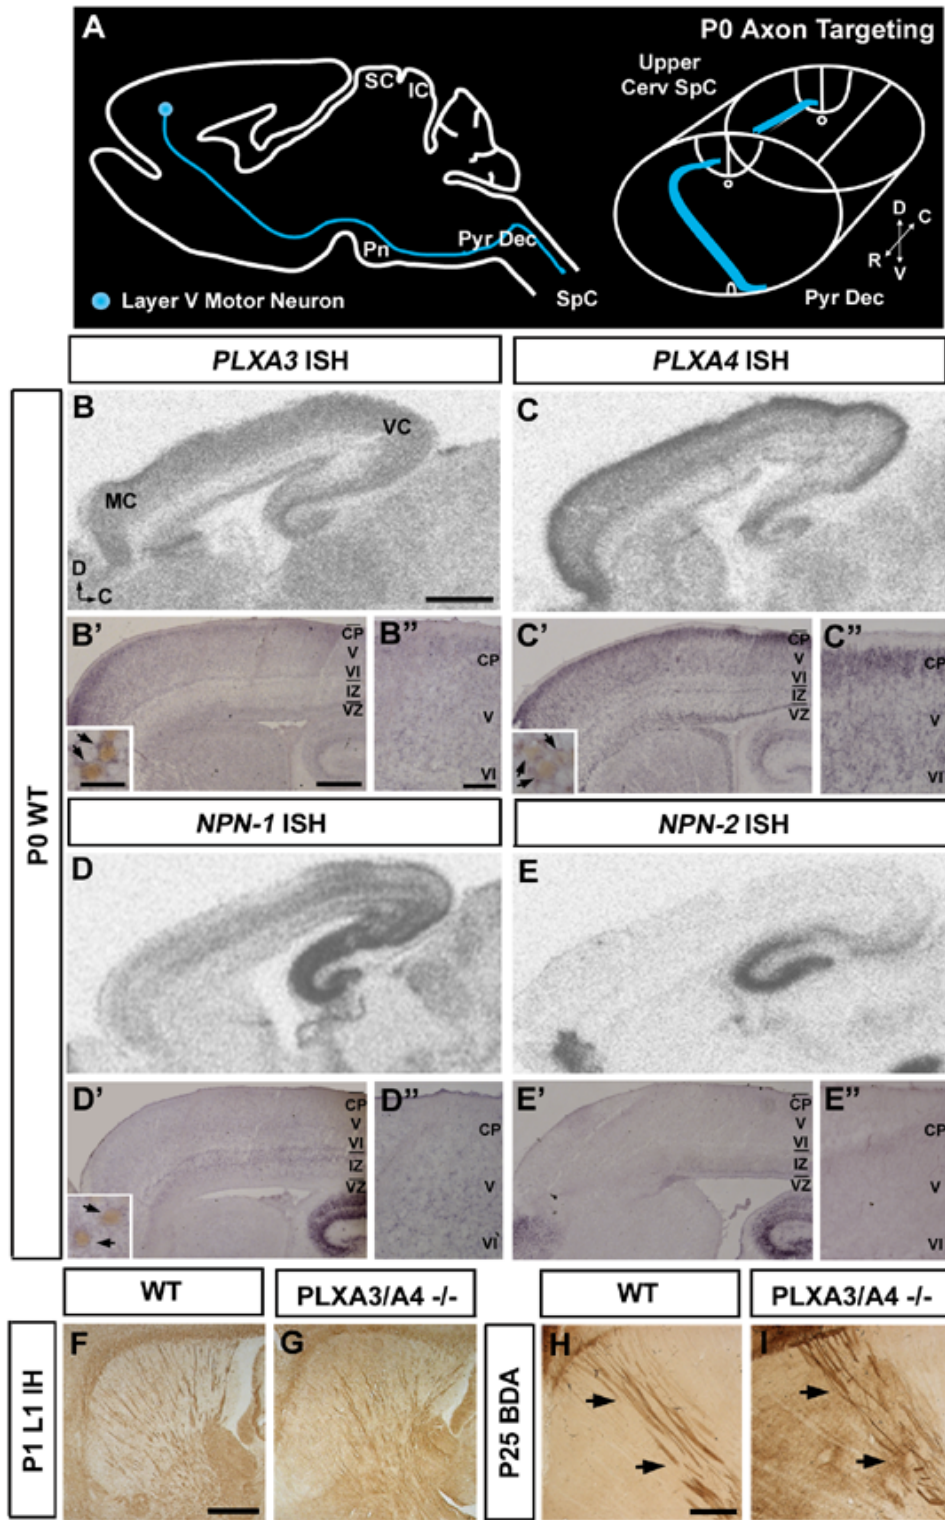 A
P0 Axon Targeting
SC
IC
Upper
Cerv SpC
Pn
Pyr Dec
SpC
Layer V Motor Neuron
D
C
R
V
Pyr Dec
PLXA3 ISH
PLXA4 ISH
P0 WT
B
VC
MC
D
C
C
B'
CP
V
VI
IZ
VZ
B"
CP
V
VI
C'
CP
V
VI
IZ
VZ
C"
CP
V
VI
NPN-1 ISH
NPN-2 ISH
D
E
D'
CP
V
VI
IZ
VZ
D"
CP
V
VI
E'
CP
V
VI
IZ
VZ
E"
CP
V
VI
WT
PLXA3/A4 -/-
WT
PLXA3/A4 -/-
P1 L1 IH
F
G
P25 BDA
H
I